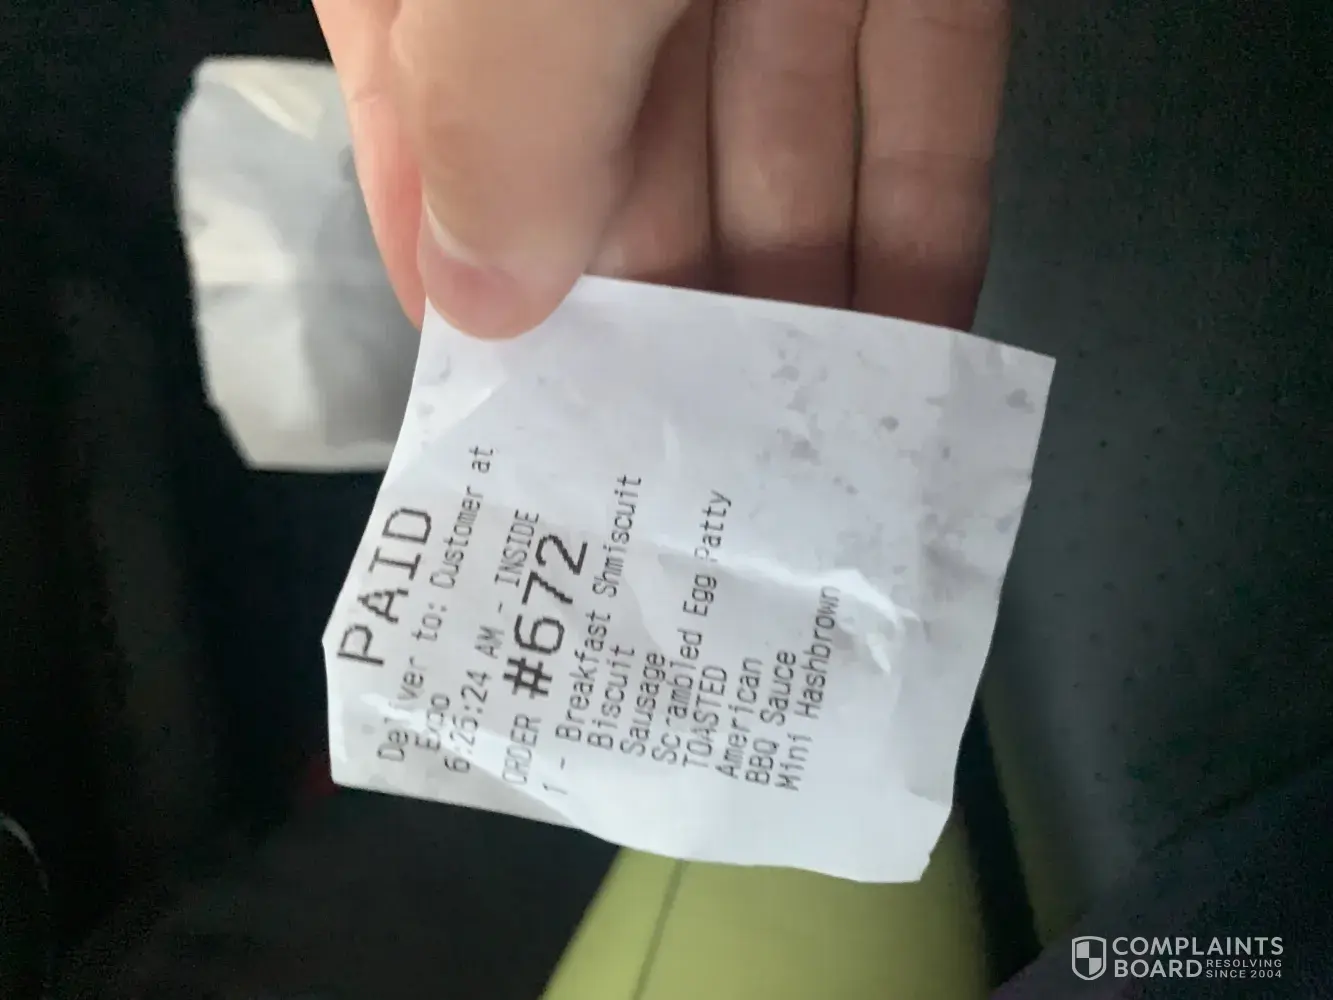 PAID
Deliver to: Customer at
Expo
6:26:24 AM - INSIDE
ORDER #672
1 - Breakfast Shmiscuit
Biscuit
Sausage
Scrambled Egg Patty
TOASTED
American
BBQ Sauce
Mini Hashbrown
COMPLAINTS
BOARD RESOLVING
SINCE 2004